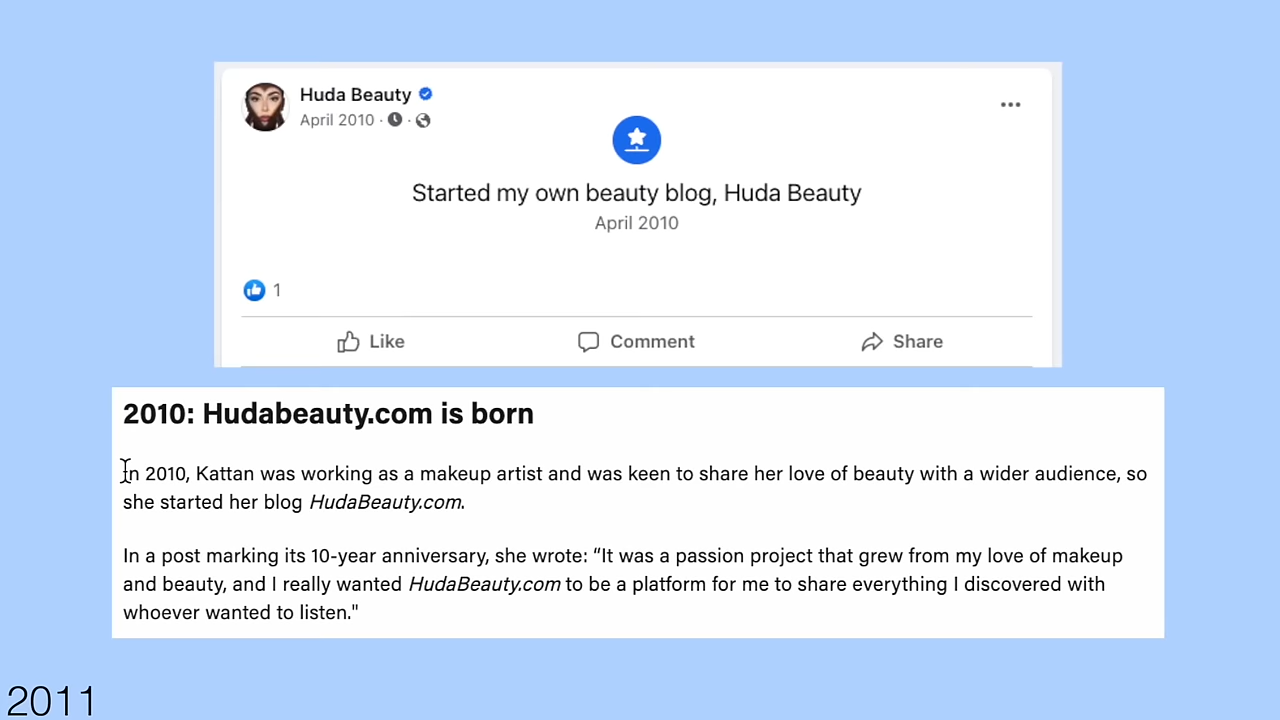 Huda Beauty
April 2010 · ·
Started my own beauty blog, Huda Beauty
April 2010
1
Like Comment Share
2010: Hudabeauty.com is born
In 2010, Kattan was working as a makeup artist and was keen to share her love of beauty with a wider audience, so
she started her blog HudaBeauty.com.
In a post marking its 10-year anniversary, she wrote: “It was a passion project that grew from my love of makeup
and beauty, and I really wanted HudaBeauty.com to be a platform for me to share everything I discovered with
whoever wanted to listen."
2011